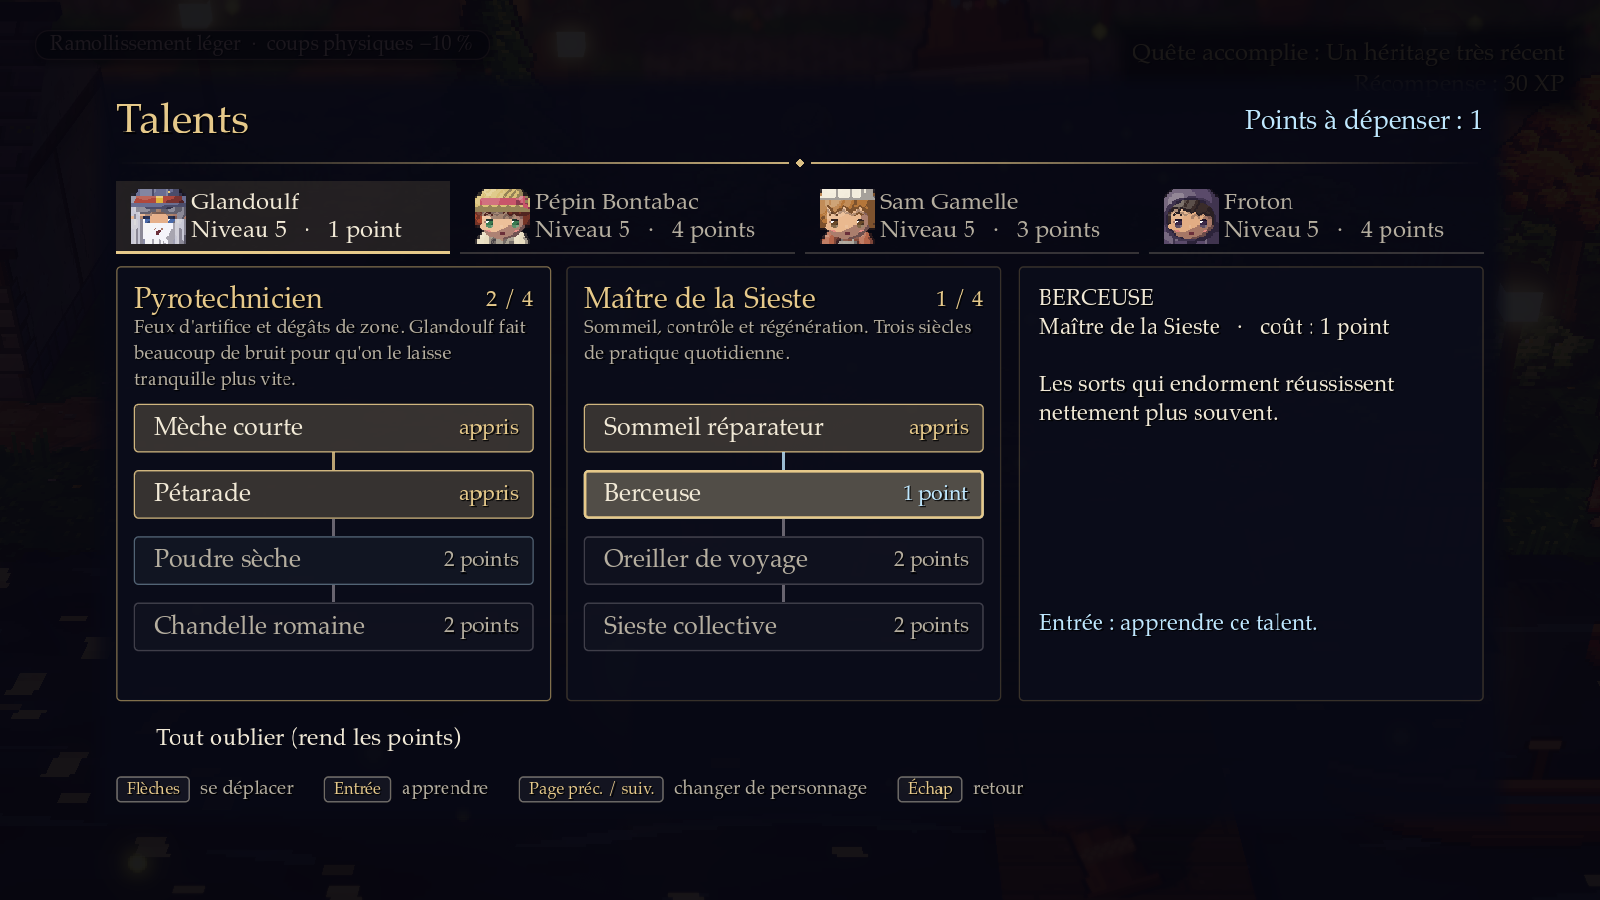 Ramollissement léger · coups physiques −10 %
Quête accomplie : Un héritage très récent
Récompense : 30 XP
Talents
Points à dépenser : 1
Glandoulf
Niveau 5 · 1 point
Pépin Bontabac
Niveau 5 · 4 points
Sam Gamelle
Niveau 5 · 3 points
Froton
Niveau 5 · 4 points
Pyrotechnicien 2 / 4
Feux d'artifice et dégâts de zone. Glandoulf fait
beaucoup de bruit pour qu'on le laisse
tranquille plus vite.
Mèche courte appris
Pétarade appris
Poudre sèche 2 points
Chandelle romaine 2 points
Maître de la Sieste 1 / 4
Sommeil, contrôle et régénération. Trois siècles
de pratique quotidienne.
Sommeil réparateur appris
Berceuse 1 point
Oreiller de voyage 2 points
Sieste collective 2 points
BERCEUSE
Maître de la Sieste · coût : 1 point
Les sorts qui endorment réussissent
nettement plus souvent.
Entrée : apprendre ce talent.
Tout oublier (rend les points)
Flèches se déplacer Entrée apprendre Page préc. / suiv. changer de personnage Échap retour